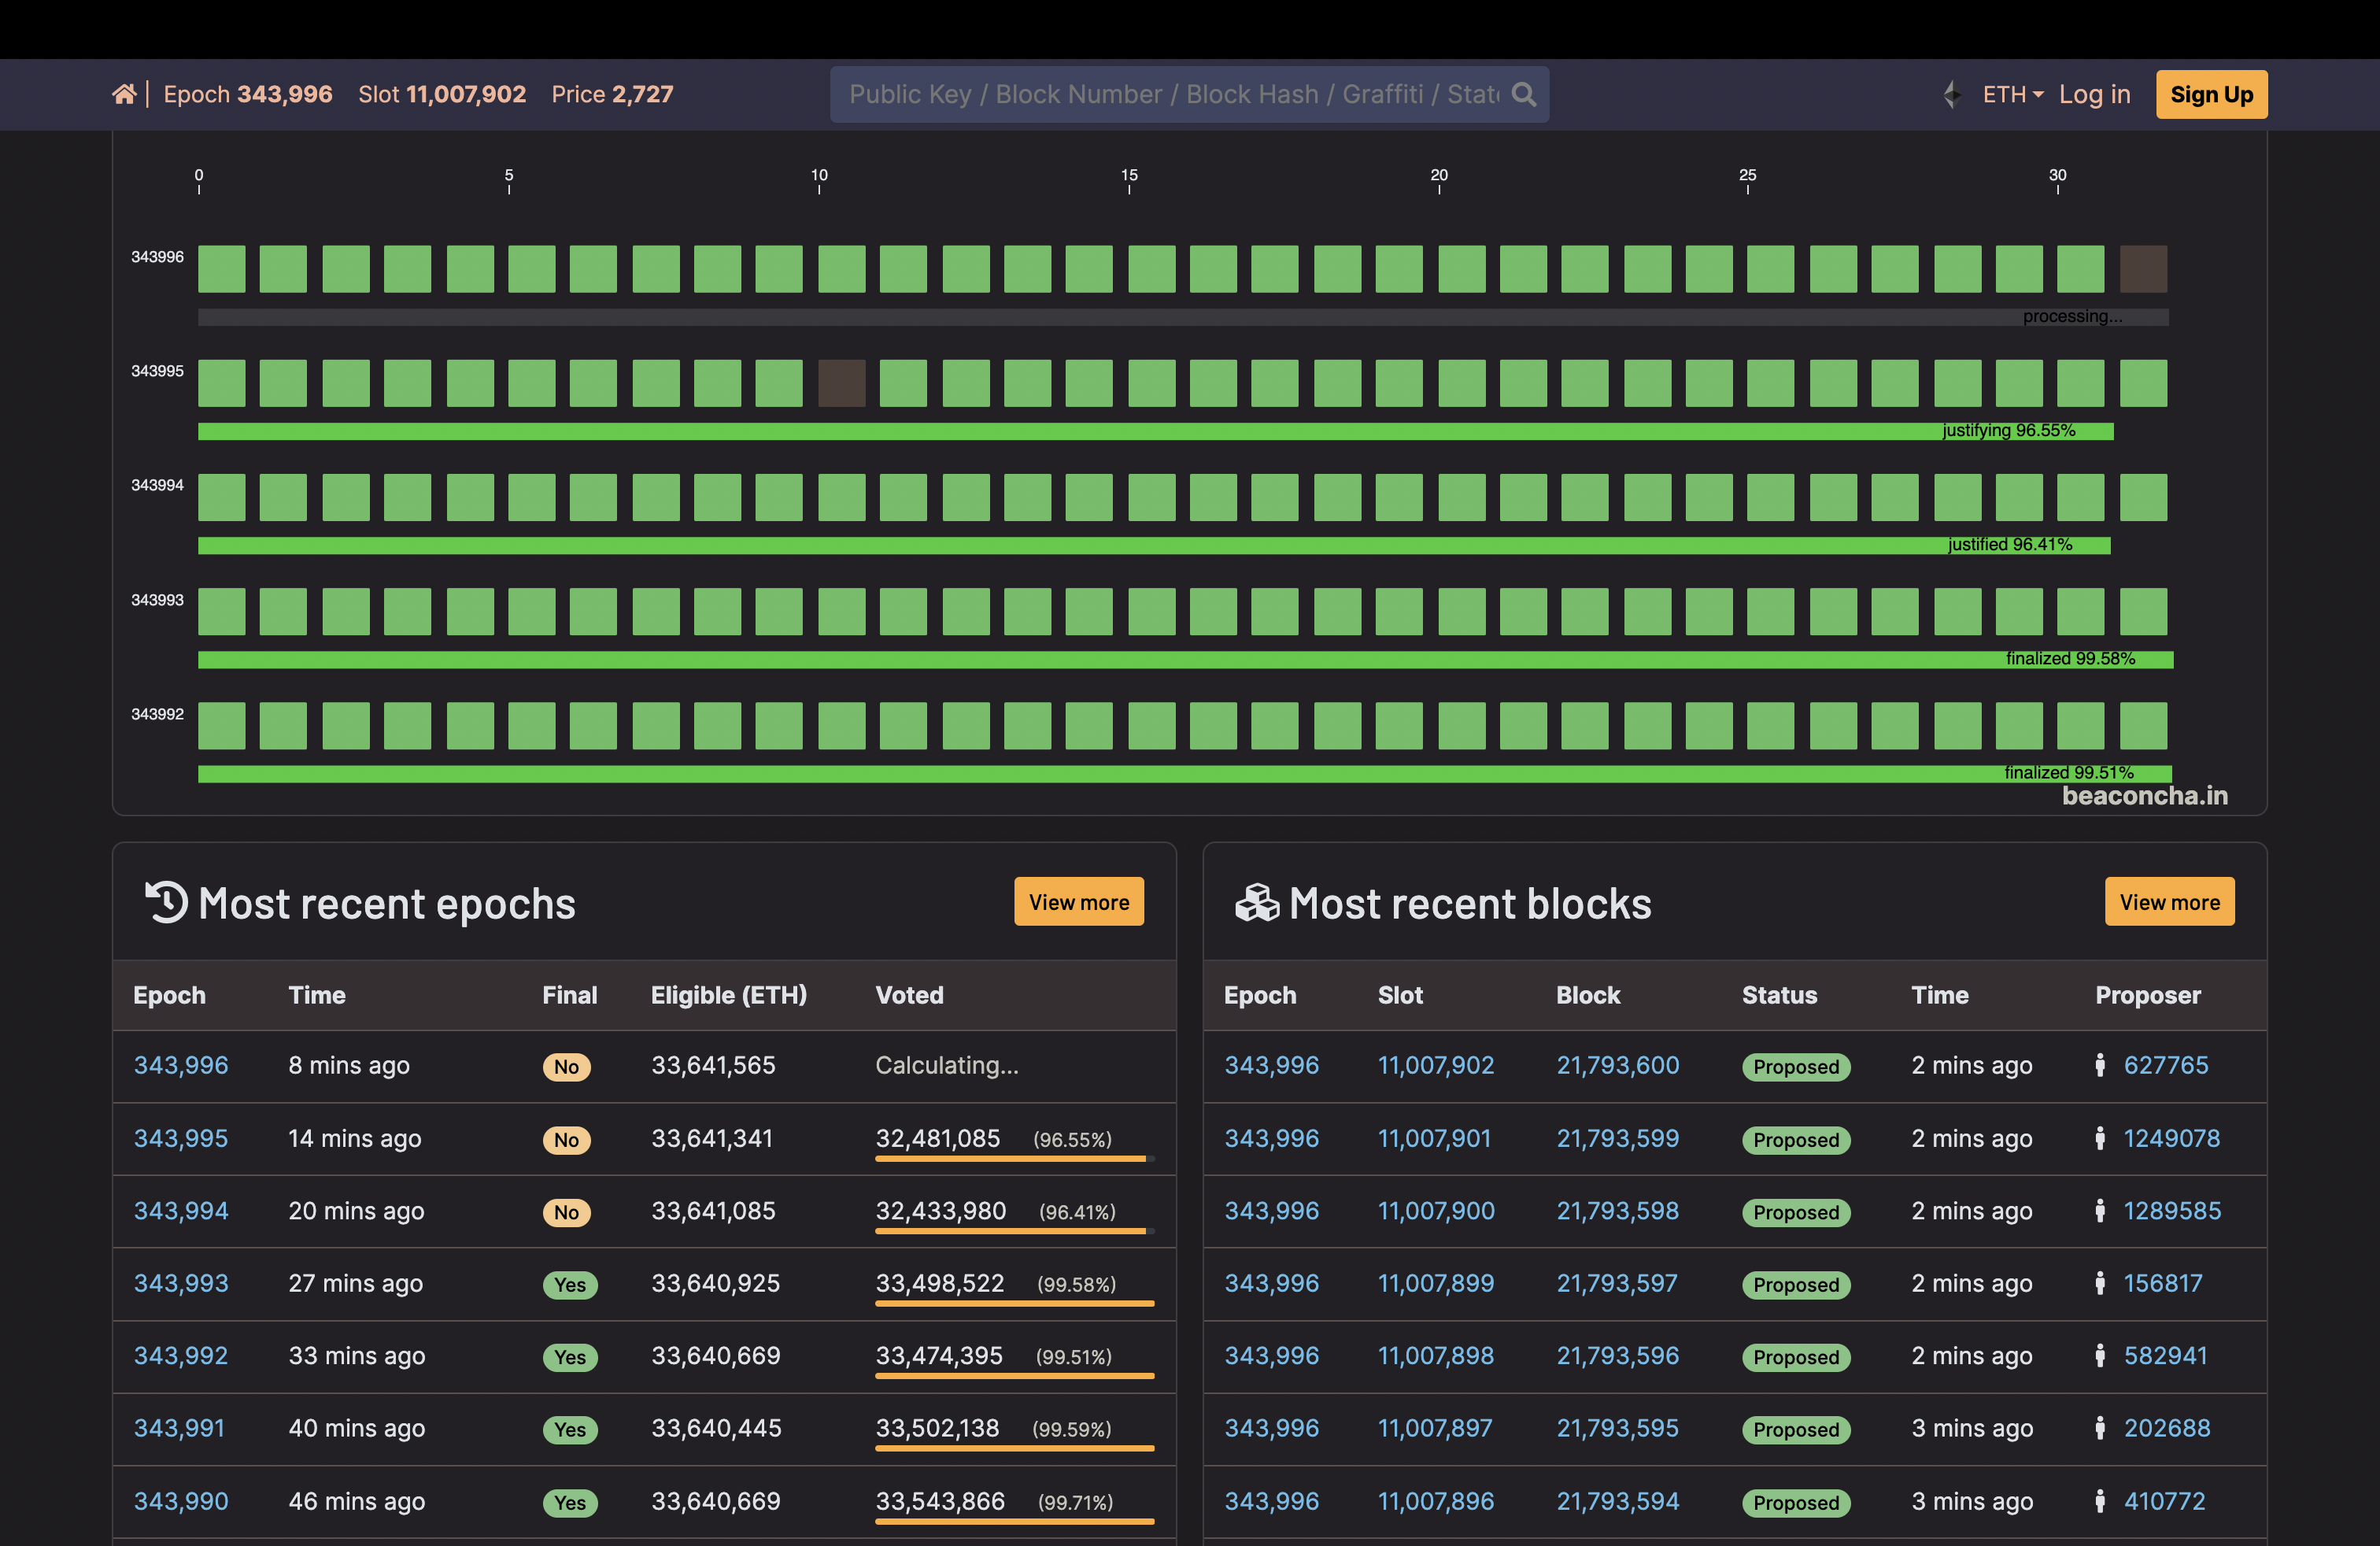 Epoch 343,996 Slot 11,007,902 Price 2,727 Public Key / Block Number / Block Hash / Graffiti / State ETH Log in Sign Up
0 5 10 15 20 25 30
343996
processing...
343995
justifying 96.55%
343994
justified 96.41%
343993
finalized 99.58%
343992
finalized 99.51%
beaconcha.in
Most recent epochs View more
Epoch Time Final Eligible (ETH) Voted
343,996 8 mins ago No 33,641,565 Calculating...
343,995 14 mins ago No 33,641,341 32,481,085 (96.55%)
343,994 20 mins ago No 33,641,085 32,433,980 (96.41%)
343,993 27 mins ago Yes 33,640,925 33,498,522 (99.58%)
343,992 33 mins ago Yes 33,640,669 33,474,395 (99.51%)
343,991 40 mins ago Yes 33,640,445 33,502,138 (99.59%)
343,990 46 mins ago Yes 33,640,669 33,543,866 (99.71%)
Most recent blocks View more
Epoch Slot Block Status Time Proposer
343,996 11,007,902 21,793,600 Proposed 2 mins ago 627765
343,996 11,007,901 21,793,599 Proposed 2 mins ago 1249078
343,996 11,007,900 21,793,598 Proposed 2 mins ago 1289585
343,996 11,007,899 21,793,597 Proposed 2 mins ago 156817
343,996 11,007,898 21,793,596 Proposed 2 mins ago 582941
343,996 11,007,897 21,793,595 Proposed 3 mins ago 202688
343,996 11,007,896 21,793,594 Proposed 3 mins ago 410772